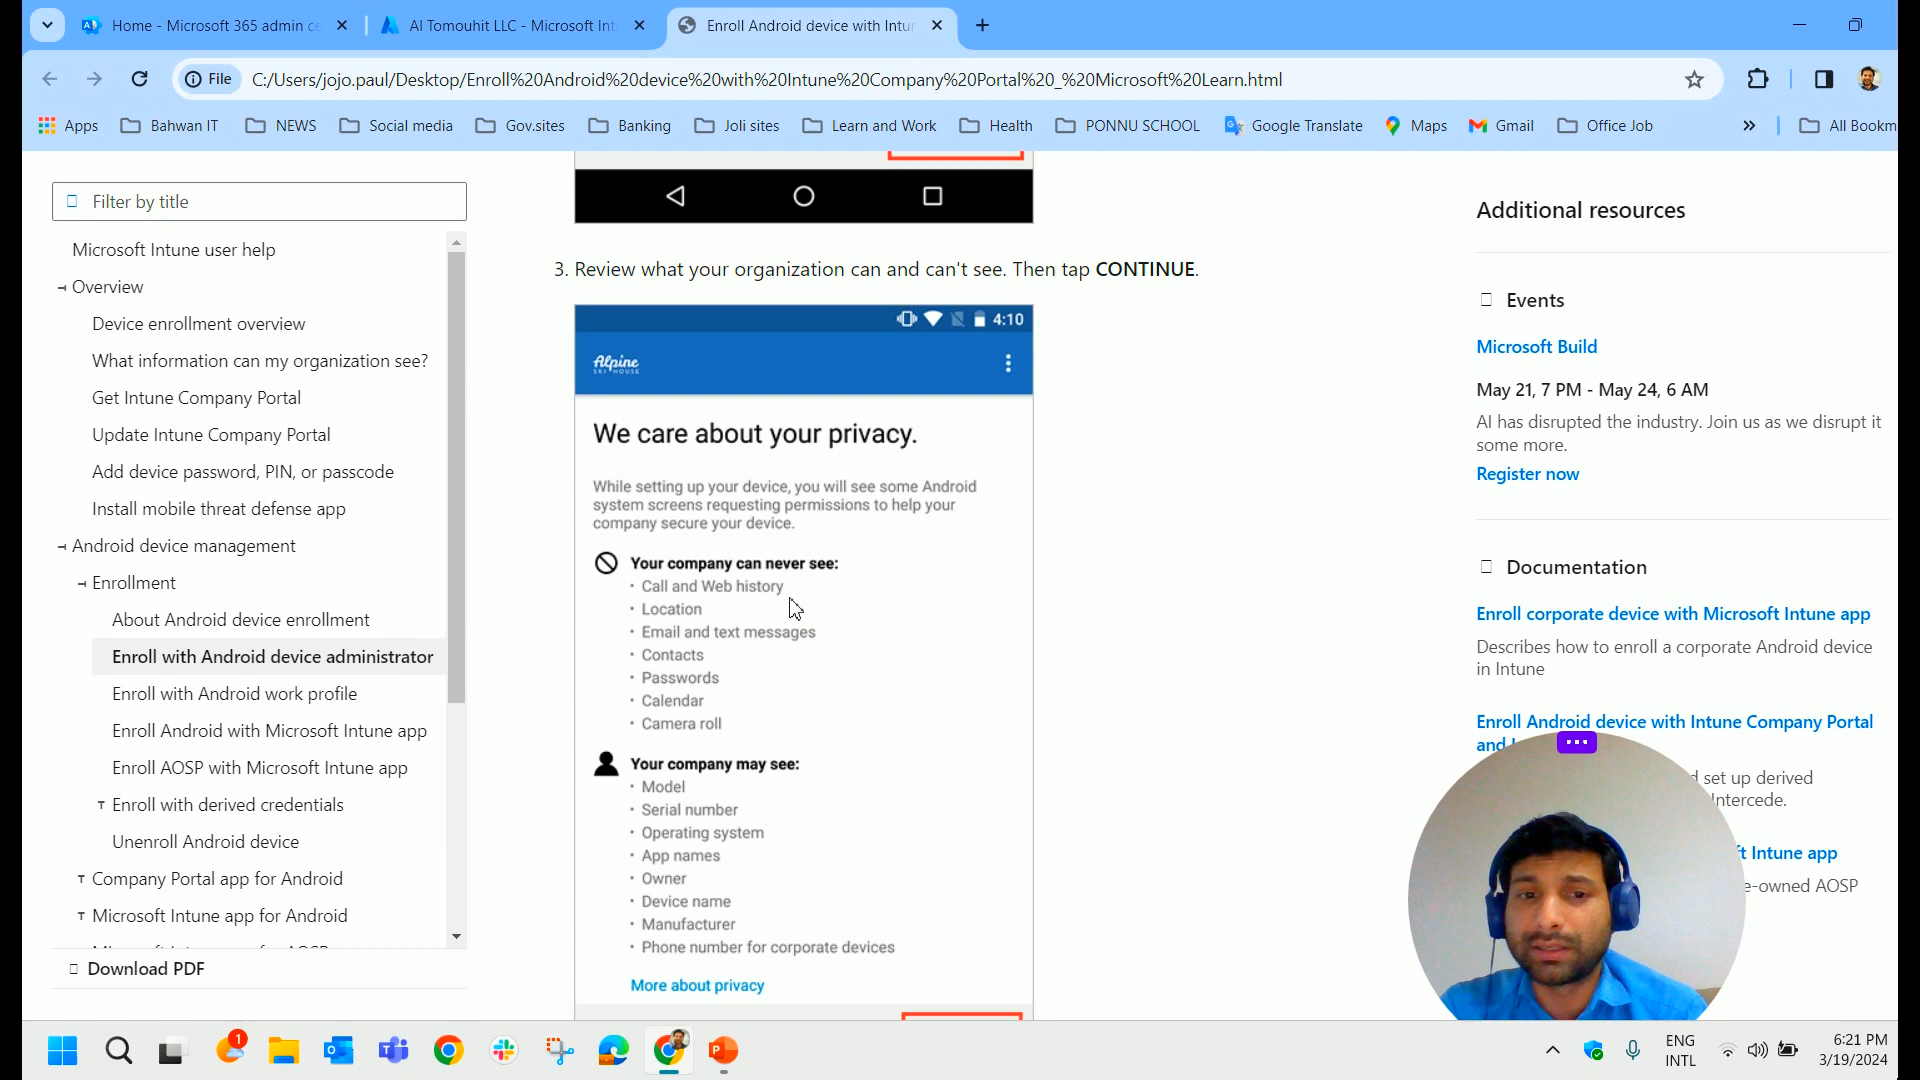 Home - Microsoft 365 admin ce
AI Tomouhit LLC - Microsoft Int
Enroll Android device with Intun
File
C:/Users/jojo.paul/Desktop/Enroll%20Android%20device%20with%20Intune%20Company%20Portal%20_%20Microsoft%20Learn.html
Apps
Bahwan IT
NEWS
Social media
Gov.sites
Banking
Joli sites
Learn and Work
Health
PONNU SCHOOL
Google Translate
Maps
Gmail
Office Job
All Bookm
Filter by title
Microsoft Intune user help
Overview
Device enrollment overview
What information can my organization see?
Get Intune Company Portal
Update Intune Company Portal
Add device password, PIN, or passcode
Install mobile threat defense app
Android device management
Enrollment
About Android device enrollment
Enroll with Android device administrator
Enroll with Android work profile
Enroll Android with Microsoft Intune app
Enroll AOSP with Microsoft Intune app
Enroll with derived credentials
Unenroll Android device
Company Portal app for Android
Microsoft Intune app for Android
Download PDF
3. Review what your organization can and can't see. Then tap CONTINUE.
4:10
Alpine
SKI HOUSE
We care about your privacy.
While setting up your device, you will see some Android
system screens requesting permissions to help your
company secure your device.
Your company can never see:
· Call and Web history
· Location
· Email and text messages
· Contacts
· Passwords
· Calendar
· Camera roll
Your company may see:
· Model
· Serial number
· Operating system
· App names
· Owner
· Device name
· Manufacturer
· Phone number for corporate devices
More about privacy
Additional resources
Events
Microsoft Build
May 21, 7 PM - May 24, 6 AM
AI has disrupted the industry. Join us as we disrupt it
some more.
Register now
Documentation
Enroll corporate device with Microsoft Intune app
Describes how to enroll a corporate Android device
in Intune
Enroll Android device with Intune Company Portal
and
d set up derived
Intercede.
t Intune app
e-owned AOSP
1
ENG
INTL
6:21 PM
3/19/2024